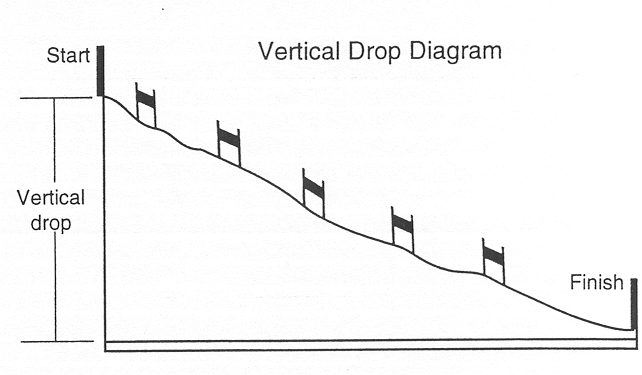 Vertical Drop Diagram
Start
Vertical
drop
Finish